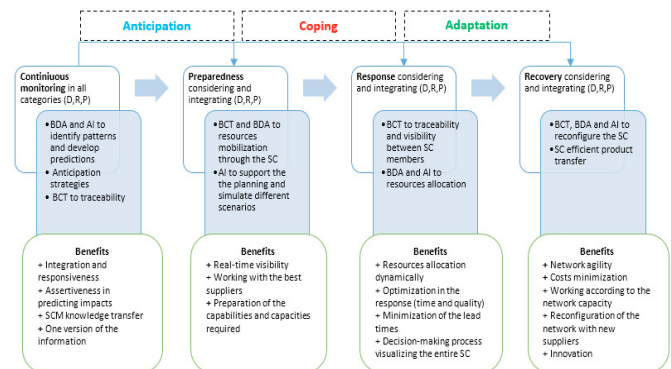 Anticipation
Coping
Adaptation
Continiuous
monitoring in all
categories (D,R,P)
•BDA and AI to
identify patterns
and develop
predictions
• Anticipation
strategies
• BCT to traceability
Benefits
+ Integration and
responsiveness
+ Assertiveness in
predicting impacts
+ SCM knowledge transfer
+ One version of the
information
Preparedness
considering and
integrating (D,R,P)
•BCT and BDA to
resources
mobilization
through the SC
•AI to support the
the planning and
simulate different
scenarios
Benefits
+ Real-time visibility
+ Working with the best
suppliers
+ Preparation of the
capabilities and capacities
required
Response considering
and integrating (D,R,P)
•BCT to traceability
and visibility
between SC
members
•BDA and AI to
resources allocation
Benefits
+ Resources allocation
dynamically
+ Optimization in the
response (time and quality)
+ Minimization of the lead
times
+ Decision-making process
visualizing the entire SC
Recovery considering
and integrating (D,R,P)
•BCT, BDA and AI to
reconfigure the SC
•SC efficient product
transfer
Benefits
+ Network agility
+ Costs minimization
+ Working according to the
network capacity
+ Reconfiguration of the
network with new
suppliers
+ Innovation